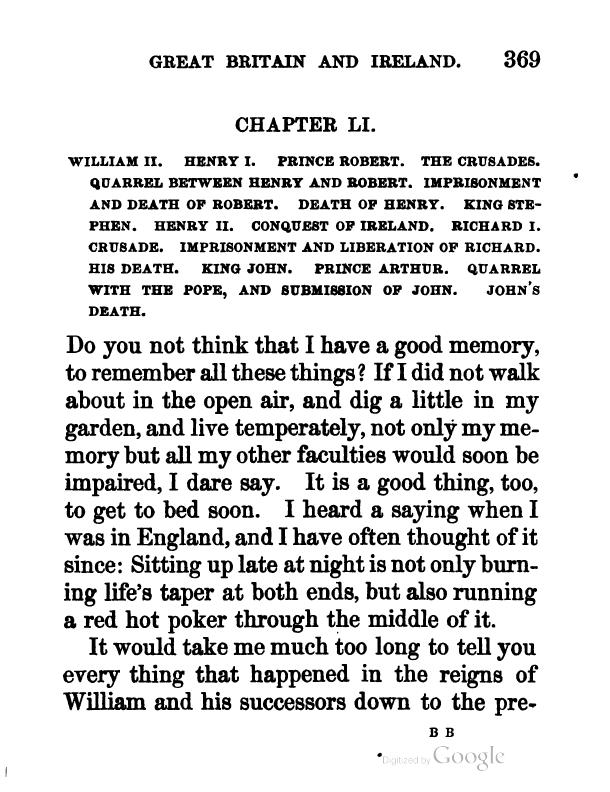 GREAT BRITAIN AND IRELAND. 369
CHAPTER LI.
WILLIAM II. HENRY I. PRINCE ROBERT. THE CRUSADES.
QUARREL BETWEEN HENRY AND ROBERT. IMPRISONMENT
AND DEATH OF ROBERT. DEATH OF HENRY. KING STE-
PHEN. HENRY II. CONQUEST OF IRELAND. RICHARD I.
CRUSADE. IMPRISONMENT AND LIBERATION OF RICHARD.
HIS DEATH. KING JOHN. PRINCE ARTHUR. QUARREL
WITH THE POPE, AND SUBMISSION OF JOHN. JOHN'S
DEATH.
Do you not think that I have a good memory,
to remember all these things? If I did not walk
about in the open air, and dig a little in my
garden, and live temperately, not only my me-
mory but all my other faculties would soon be
impaired, I dare say. It is a good thing, too,
to get to bed soon. I heard a saying when I
was in England, and I have often thought of it
since: Sitting up late at night is not only burn-
ing life's taper at both ends, but also running
a red hot poker through the middle of it.
It would take me much too long to tell you
every thing that happened in the reigns of
William and his successors down to the pre-
B B
Digitized by Google